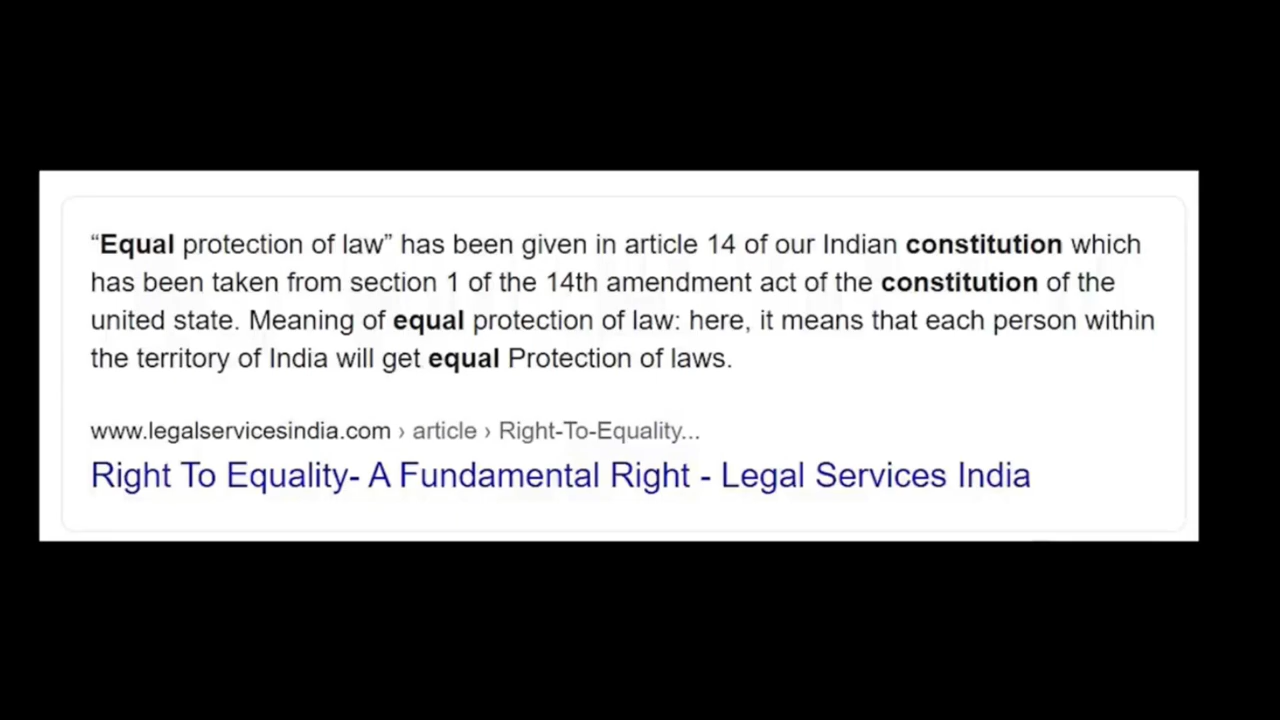 “Equal protection of law” has been given in article 14 of our Indian constitution which
has been taken from section 1 of the 14th amendment act of the constitution of the
united state. Meaning of equal protection of law: here, it means that each person within
the territory of India will get equal Protection of laws.
www.legalservicesindia.com › article › Right-To-Equality...
Right To Equality- A Fundamental Right - Legal Services India